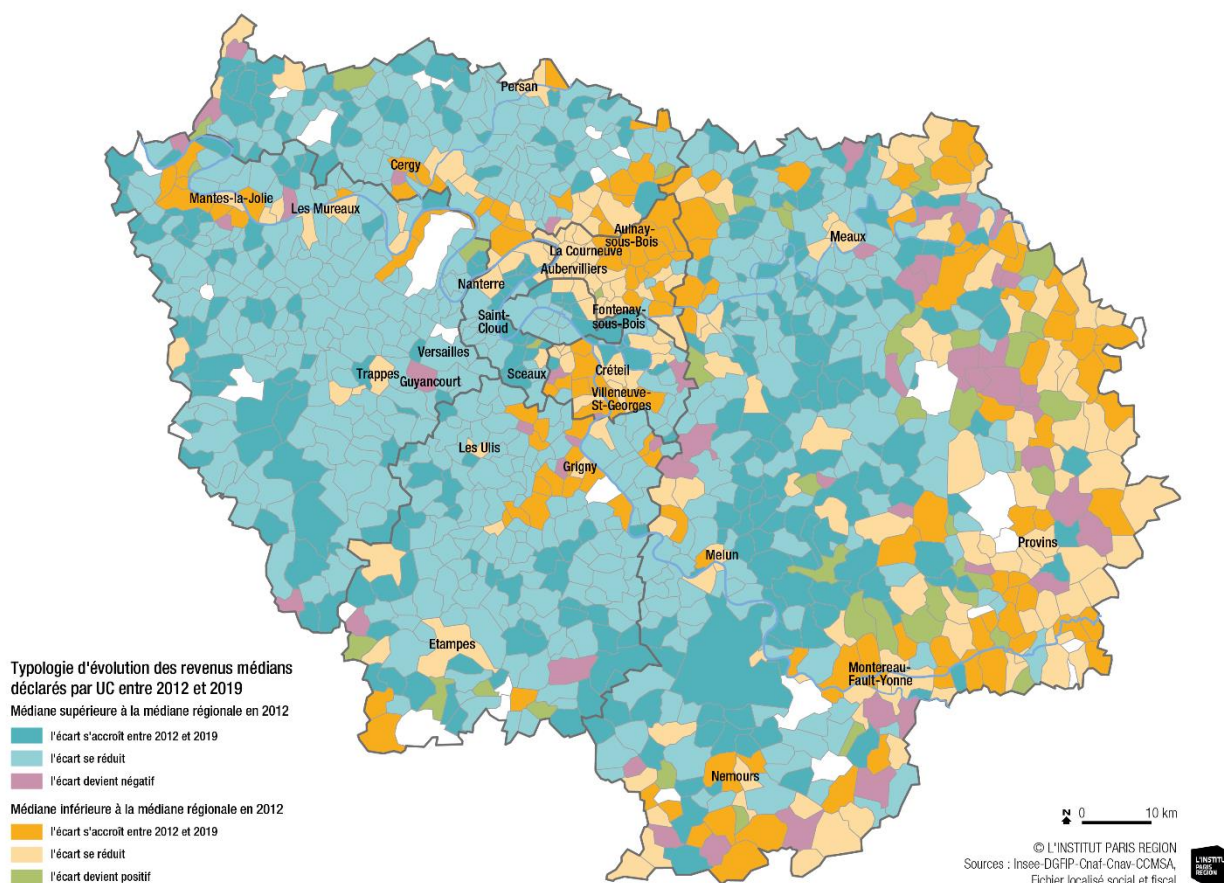 Persan
Cergy
Mantes-la-Jolie
Les Mureaux
Aulnay-
sous-Bois
La Courneuve
Aubervilliers
Meaux
Nanterre
Saint-
Cloud
Fontenay-
sous-Bois
Versailles
Trappes
Guyancourt
Sceaux
Créteil
Villeneuve-
St-Georges
Les Ulis
Grigny
Provins
Melun
Etampes
Montereau-
Fault-Yonne
Nemours
Typologie d'évolution des revenus médians
déclarés par UC entre 2012 et 2019
Médiane supérieure à la médiane régionale en 2012
l'écart s'accroît entre 2012 et 2019
l'écart se réduit
l'écart devient négatif
Médiane inférieure à la médiane régionale en 2012
l'écart s'accroît entre 2012 et 2019
l'écart se réduit
l'écart devient positif
N 0 10 km
© L'INSTITUT PARIS REGION
Sources : Insee-DGFIP-Cnaf-Cnav-CCMSA,
Fichier localisé social et fiscal
L'INSTITUT
PARIS
REGION